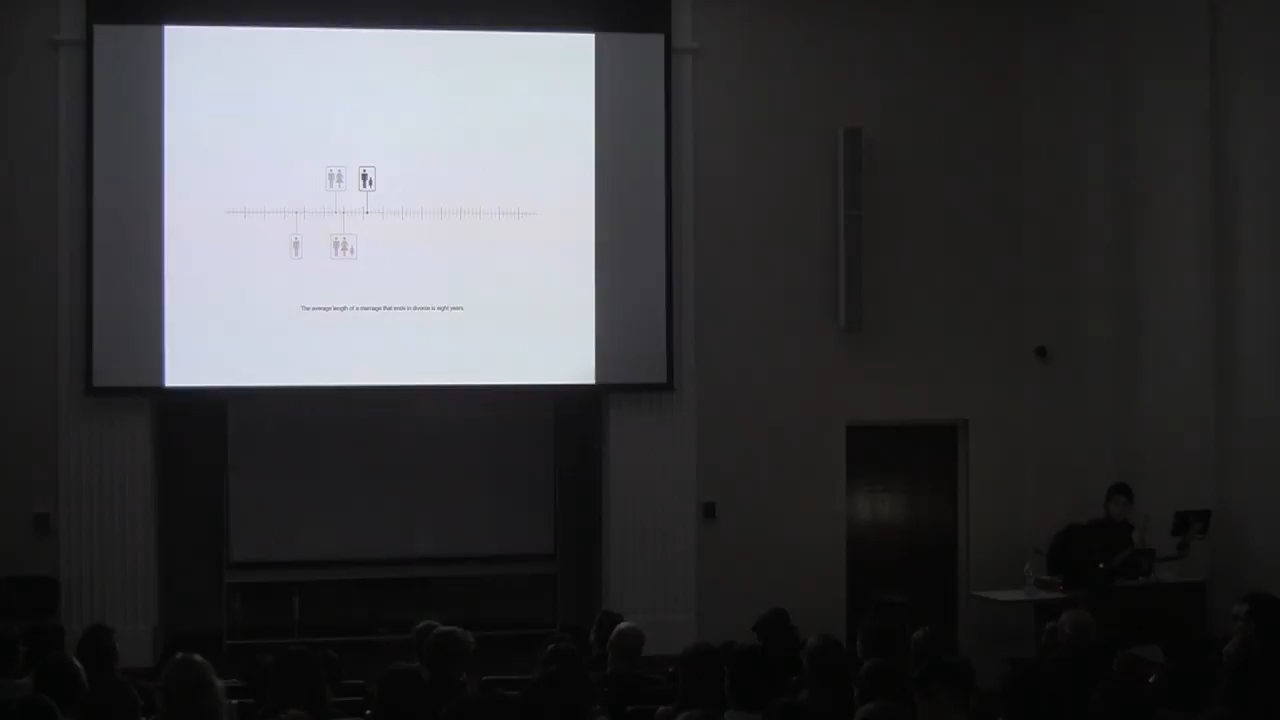 The average length of a marriage that ends in divorce is eight years.